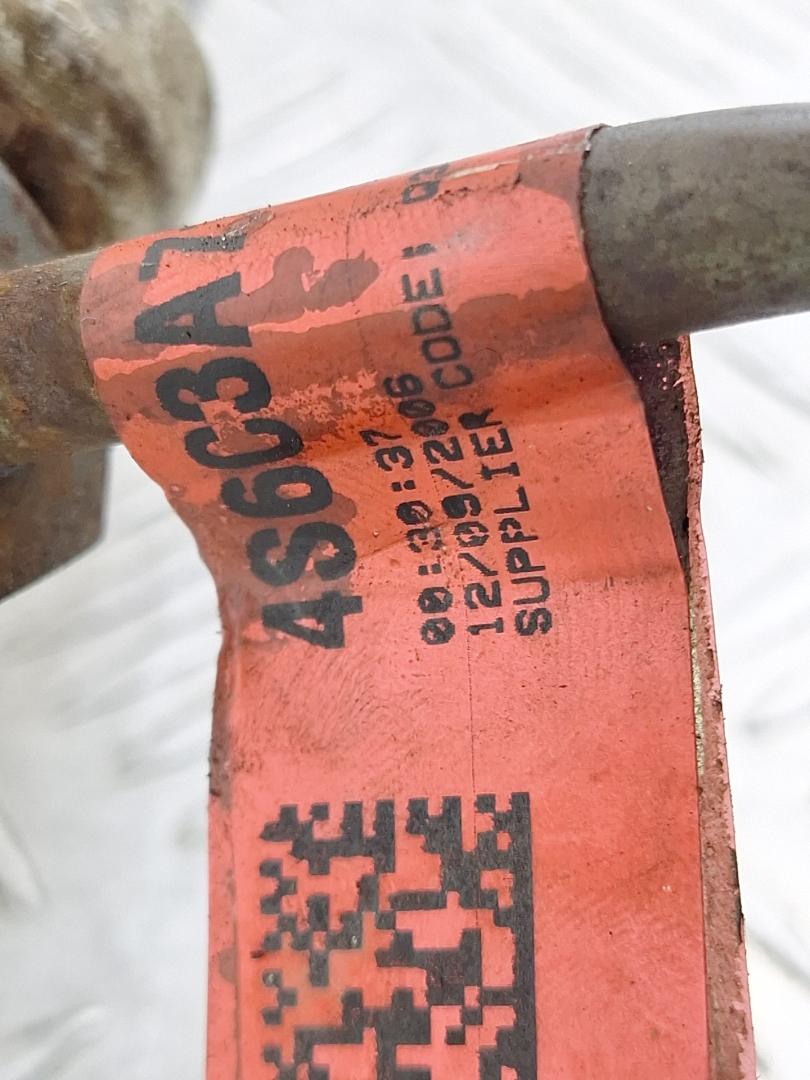 4S6C3A7
00:30:37
12/09/2006
SUPPLIER CODE: